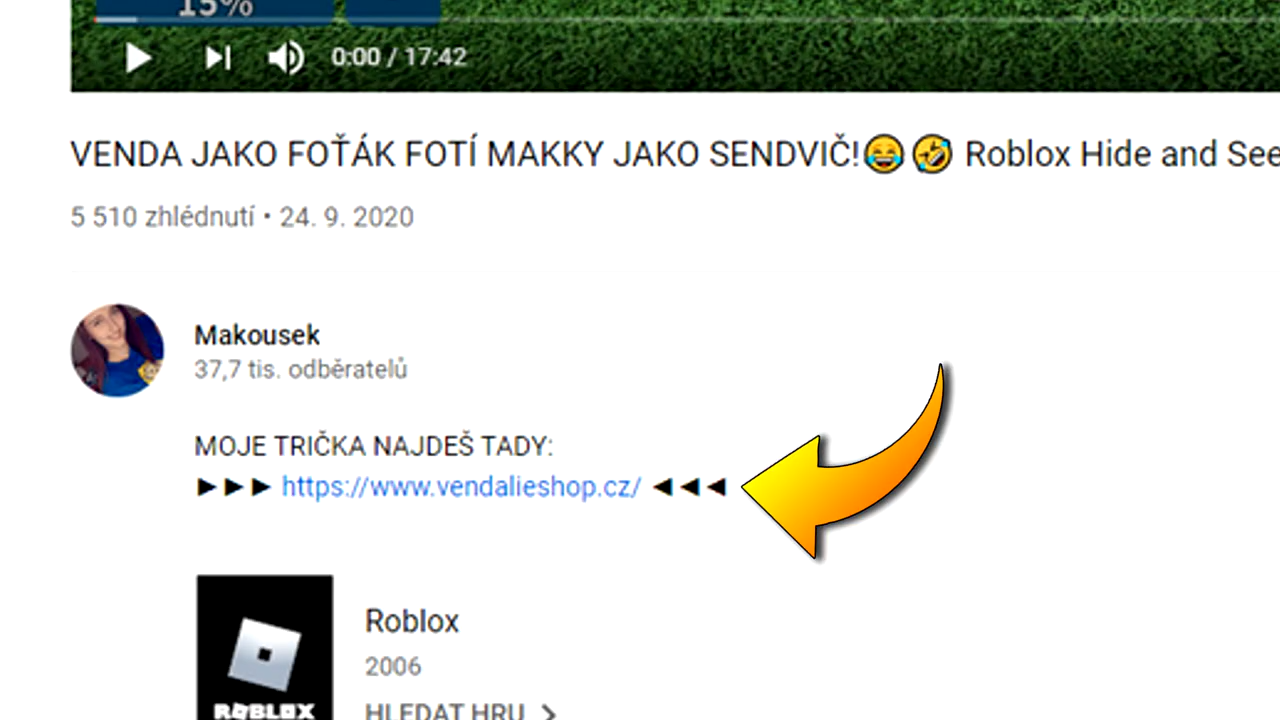 15%
0:00 / 17:42
VENDA JAKO FOŤÁK FOTÍ MAKKY JAKO SENDVIČ!😂🤣 Roblox Hide and See
5 510 zhlédnutí • 24. 9. 2020
Makousek
37,7 tis. odběratelů
MOJE TRIČKA NAJDEŠ TADY:
►►► https://www.vendalieshop.cz/ ◄◄◄
Roblox
2006
ROBLOX
HLEDAT HRU >